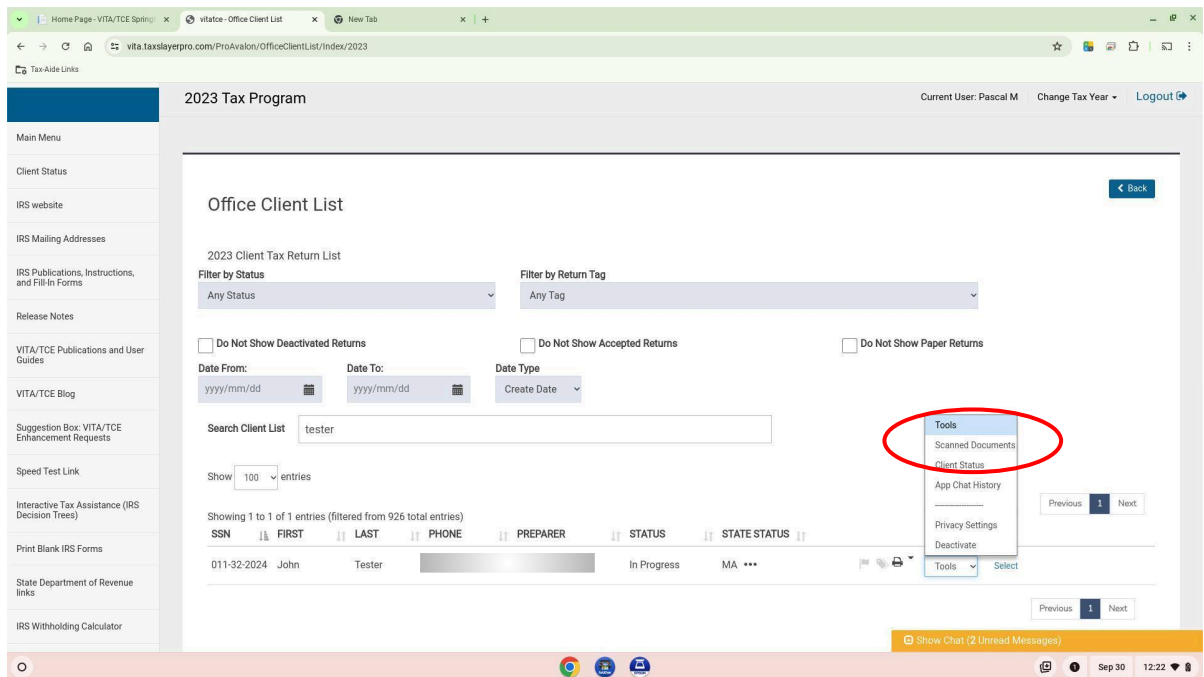 Home Page - VITA/TCE Spring
vitatce - Office Client List
New Tab
vita.taxslayerpro.com/ProAvalon/OfficeClientList/Index/2023
Tax-Aide Links
2023 Tax Program
Current User: Pascal M
Change Tax Year
Logout
Main Menu
Client Status
IRS website
IRS Mailing Addresses
IRS Publications, Instructions,
and Fill-In Forms
Release Notes
VITA/TCE Publications and User
Guides
VITA/TCE Blog
Suggestion Box: VITA/TCE
Enhancement Requests
Speed Test Link
Interactive Tax Assistance (IRS
Decision Trees)
Print Blank IRS Forms
State Department of Revenue
links
IRS Withholding Calculator
Back
Office Client List
2023 Client Tax Return List
Filter by Status
Filter by Return Tag
Any Status
Any Tag
Do Not Show Deactivated Returns
Do Not Show Accepted Returns
Do Not Show Paper Returns
Date From:
Date To:
Date Type
yyyy/mm/dd
yyyy/mm/dd
Create Date
Search Client List
tester
Tools
Scanned Documents
Client Status
App Chat History
--------------------
Privacy Settings
Deactivate
Show 100 entries
Previous 1 Next
Showing 1 to 1 of 1 entries (filtered from 926 total entries)
SSN FIRST LAST PHONE PREPARER STATUS STATE STATUS
011-32-2024 John Tester In Progress MA ••• Tools Select
Previous 1 Next
Show Chat (2 Unread Messages)
Sep 30 12:22